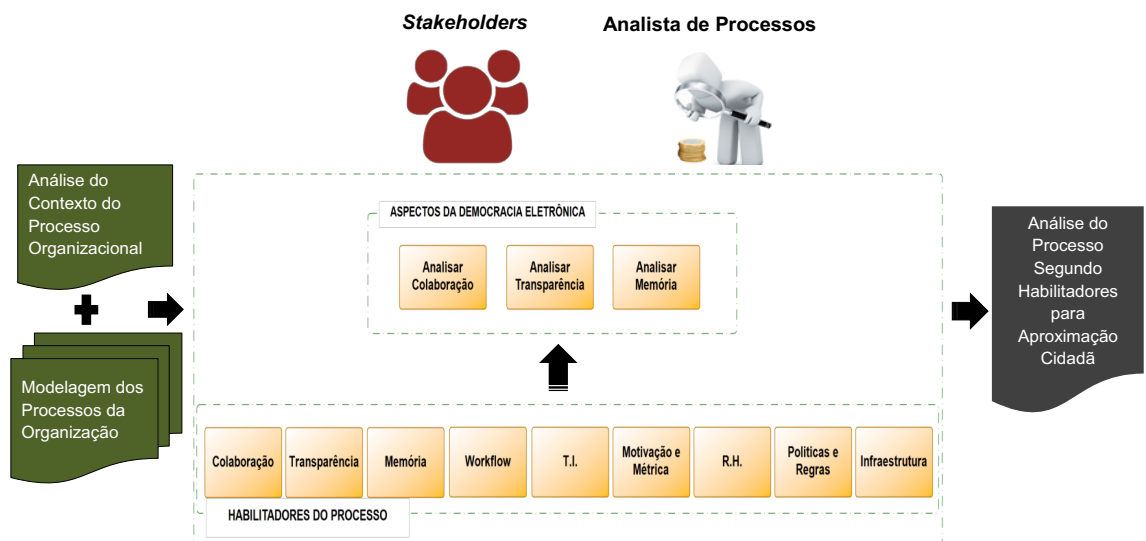 Stakeholders
Analista de Processos
Análise do
Contexto do
Processo
Organizacional
Modelagem dos
Processos da
Organização
ASPECTOS DA DEMOCRACIA ELETRÔNICA
Analisar
Colaboração
Analisar
Transparência
Analisar
Memória
Colaboração
Transparência
Memória
Workflow
T.I.
Motivação e
Métrica
R.H.
Políticas e
Regras
Infraestrutura
HABILITADORES DO PROCESSO
Análise do
Processo
Segundo
Habilitadores
para
Aproximação
Cidadã